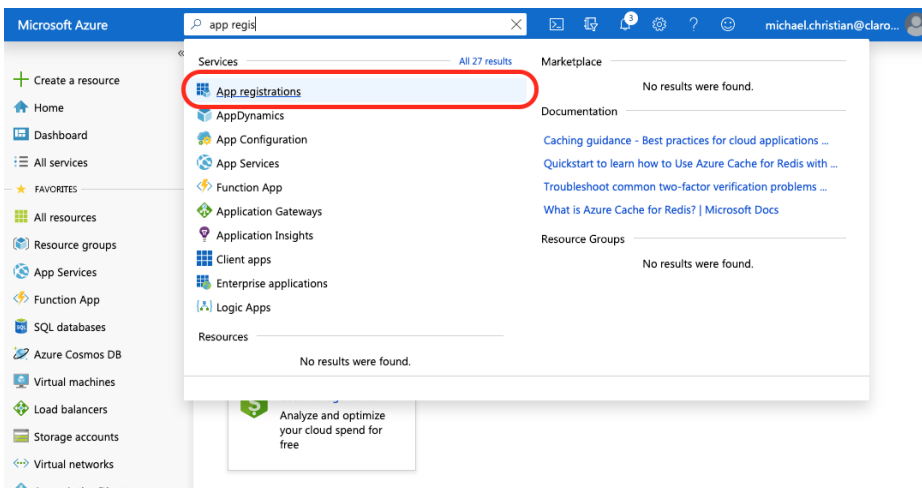 Microsoft Azure
app regis
3
michael.christian@claro...
«
Create a resource
Home
Dashboard
All services
FAVORITES
All resources
Resource groups
App Services
Function App
SQL databases
Azure Cosmos DB
Virtual machines
Load balancers
Storage accounts
Virtual networks
Services
All 27 results
App registrations
AppDynamics
App Configuration
App Services
Function App
Application Gateways
Application Insights
Client apps
Enterprise applications
Logic Apps
Resources
No results were found.
Marketplace
No results were found.
Documentation
Caching guidance - Best practices for cloud applications ...
Quickstart to learn how to Use Azure Cache for Redis with ...
Troubleshoot common two-factor verification problems ...
What is Azure Cache for Redis? | Microsoft Docs
Resource Groups
No results were found.
Analyze and optimize
your cloud spend for
free